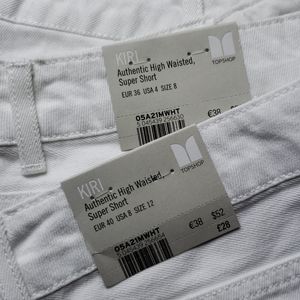 KIRI
Authentic High Waisted,
Super Short
EUR 36 USA 4 SIZE 8
TOPSHOP
05A21MWHT
€38
KIRI
Authentic High Waisted,
Super Short
EUR 40 USA 8 SIZE 12
TOPSHOP
05A21MWHT
€38 $52
£28